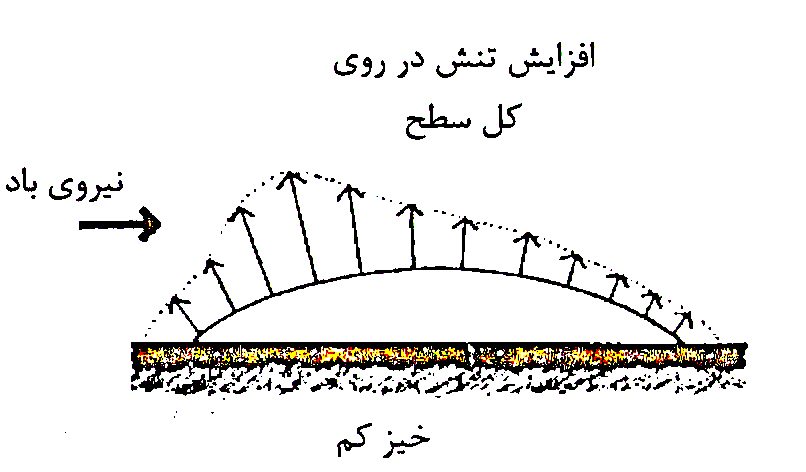 افزایش تنش در روی
کل سطح
نیروی باد
خیز کم